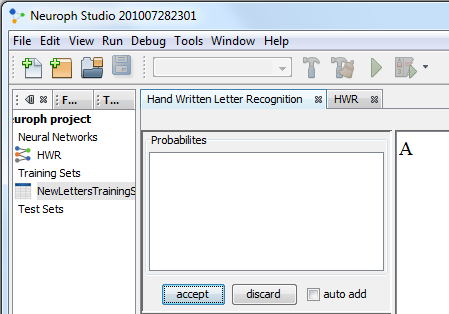 Neuroph Studio 201007282301
File Edit View Run Tools Window Help
F... T...
Hand Written Letter Recognition HWR
europh project
Neural Networks
HWR
Training Sets
NewLettersTrainingS
Test Sets
Probabilites
A
accept discard auto add